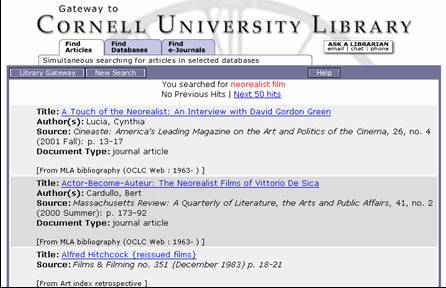 Gateway to
CORNELL UNIVERSITY LIBRARY
Find Articles
Find Databases
Find e-Journals
ASK A LIBRARIAN
email | chat | phone
Simultaneous searching for articles in selected databases
Library Gateway
New Search
Help
You searched for neorealist film
No Previous Hits | Next 50 hits
Title: A Touch of the Neorealist: An Interview with David Gordon Green
Author(s): Lucia, Cynthia
Source: Cineaste: America's Leading Magazine on the Art and Politics of the Cinema, 26, no. 4
(2001 Fall): p. 13-17
Document Type: journal article
[From MLA bibliography (OCLC Web : 1963- ) ]
Title: Actor-Become-Auteur: The Neorealist Films of Vittorio De Sica
Author(s): Cardullo, Bert
Source: Massachusetts Review: A Quarterly of Literature, the Arts and Public Affairs, 41, no. 2
(2000 Summer): p. 173-92
Document Type: journal article
[From MLA bibliography (OCLC Web : 1963- ) ]
Title: Alfred Hitchcock {reissued films}
Source: Films & Filming no. 351 (December 1983) p. 18-21
[From Art index retrospective ]